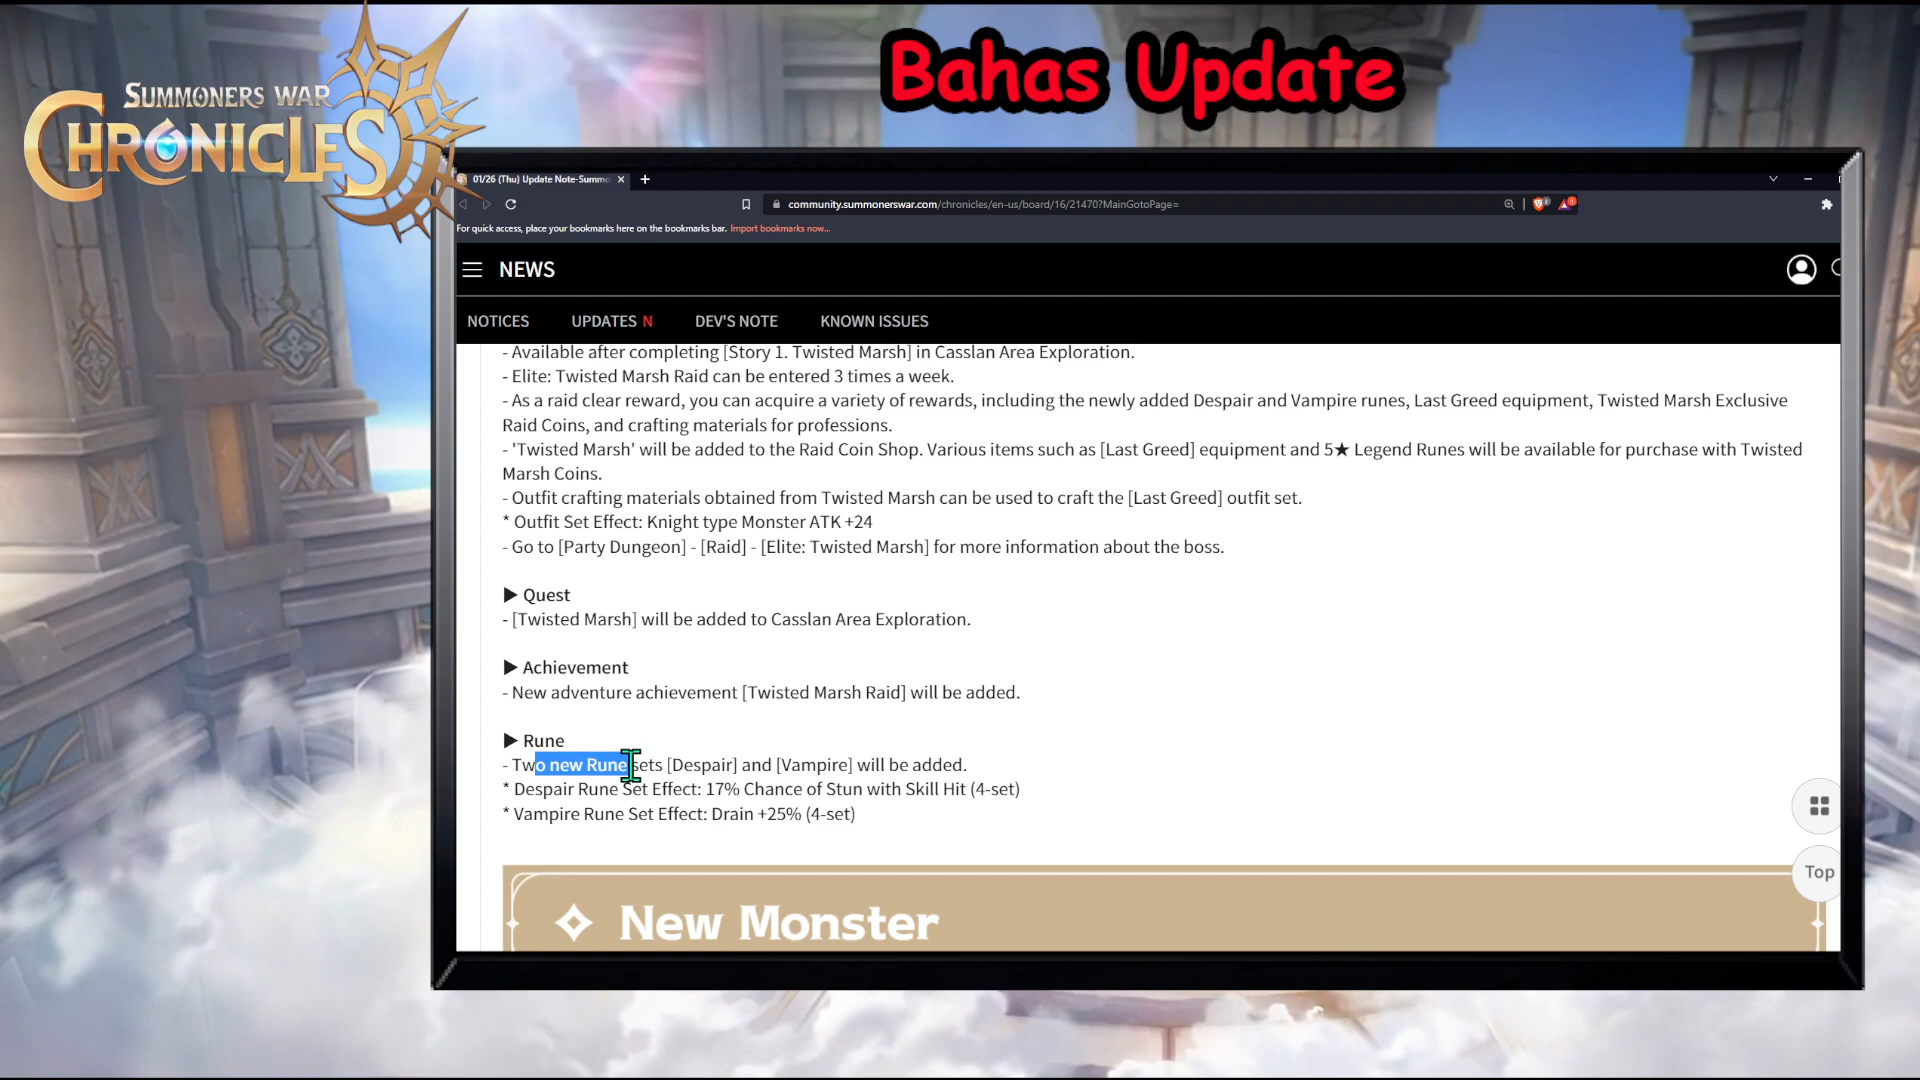 Bahas Update
SUMMONERS WAR
CHRONICLES
01/26 (Thu) Update Note-Summo
community.summonerswar.com/chronicles/en-us/board/16/21470?MainGotoPage=
For quick access, place your bookmarks here on the bookmarks bar. Import bookmarks now...
NEWS
NOTICES UPDATES N DEV'S NOTE KNOWN ISSUES
- Available after completing [Story 1. Twisted Marsh] in Casslan Area Exploration.
- Elite: Twisted Marsh Raid can be entered 3 times a week.
- As a raid clear reward, you can acquire a variety of rewards, including the newly added Despair and Vampire runes, Last Greed equipment, Twisted Marsh Exclusive
Raid Coins, and crafting materials for professions.
- 'Twisted Marsh' will be added to the Raid Coin Shop. Various items such as [Last Greed] equipment and 5★ Legend Runes will be available for purchase with Twisted
Marsh Coins.
- Outfit crafting materials obtained from Twisted Marsh can be used to craft the [Last Greed] outfit set.
* Outfit Set Effect: Knight type Monster ATK +24
- Go to [Party Dungeon] - [Raid] - [Elite: Twisted Marsh] for more information about the boss.
▶ Quest
- [Twisted Marsh] will be added to Casslan Area Exploration.
▶ Achievement
- New adventure achievement [Twisted Marsh Raid] will be added.
▶ Rune
- Two new Rune sets [Despair] and [Vampire] will be added.
* Despair Rune Set Effect: 17% Chance of Stun with Skill Hit (4-set)
* Vampire Rune Set Effect: Drain +25% (4-set)
Top
New Monster